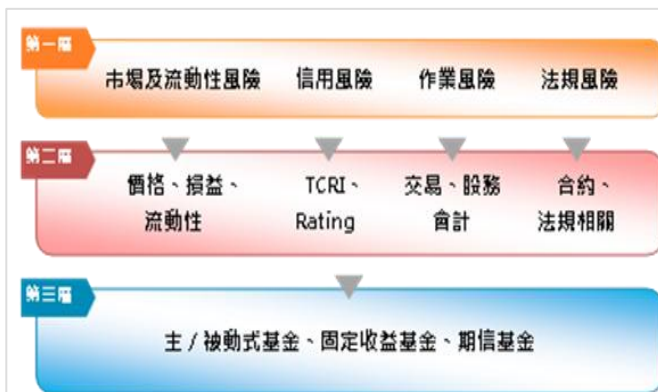 第一層
市場及流動性風險 信用風險 作業風險 法規風險
第二層
價格、損益、 TCRI、 交易、股務 合約、
流動性 Rating 會計 法規相關
第三層
主 / 被動式基金、固定收益基金、期信基金